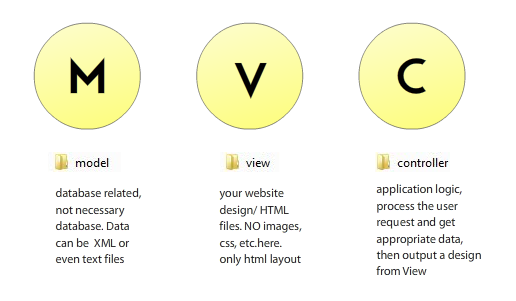 M
V
C
model
database related,
not necessary
database. Data
can be XML or
even text files
view
your website
design/ HTML
files. NO images,
css, etc.here.
only html layout
controller
application logic,
process the user
request and get
appropriate data,
then output a design
from View